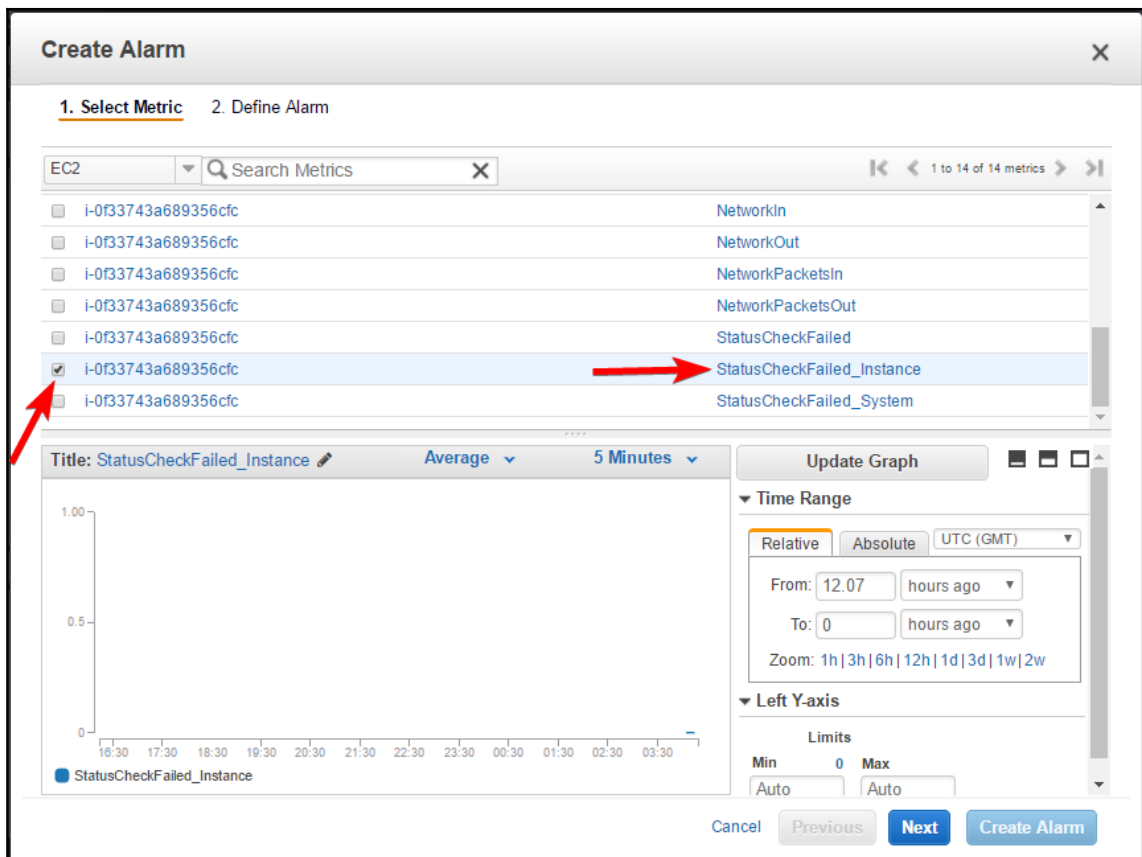 Create Alarm
1. Select Metric 2. Define Alarm
EC2 Search Metrics 1 to 14 of 14 metrics
i-0f33743a689356cfc NetworkIn
i-0f33743a689356cfc NetworkOut
i-0f33743a689356cfc NetworkPacketsIn
i-0f33743a689356cfc NetworkPacketsOut
i-0f33743a689356cfc StatusCheckFailed
i-0f33743a689356cfc StatusCheckFailed_Instance
i-0f33743a689356cfc StatusCheckFailed_System
Title: StatusCheckFailed_Instance Average 5 Minutes
1.00
0.5
0
16:30 17:30 18:30 19:30 20:30 21:30 22:30 23:30 00:30 01:30 02:30 03:30
StatusCheckFailed_Instance
Update Graph
Time Range
Relative Absolute UTC (GMT)
From: 12.07 hours ago
To: 0 hours ago
Zoom: 1h|3h|6h|12h|1d|3d|1w|2w
Left Y-axis
Limits
Min 0 Max
Auto Auto
Cancel Previous Next Create Alarm